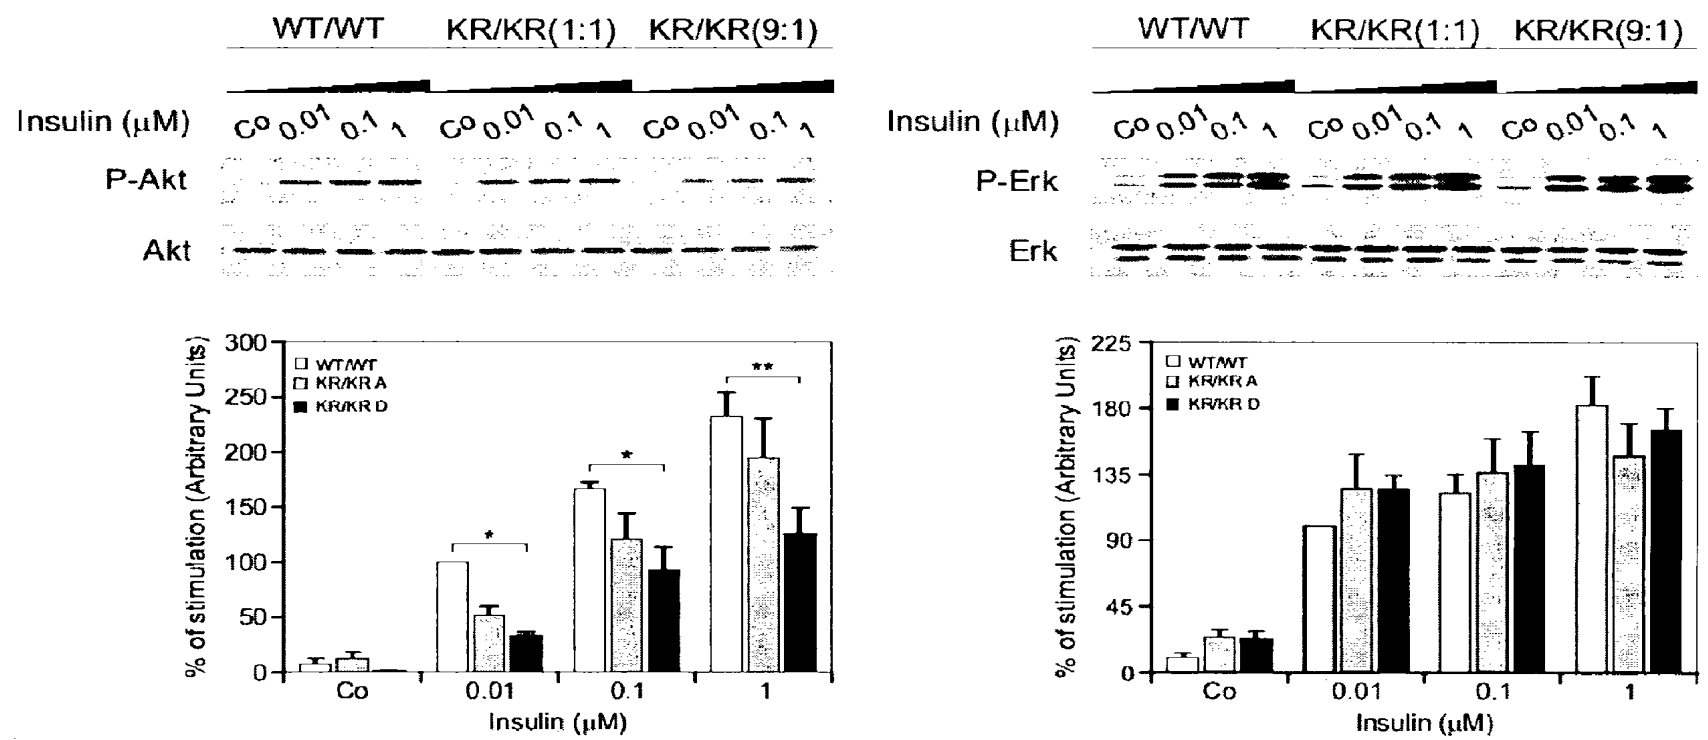 WT/WT KR/KR(1:1) KR/KR(9:1)
Insulin (μM) Co 0.01 0.1 1 Co 0.01 0.1 1 Co 0.01 0.1 1
P-Akt
Akt
300
250
200
150
100
50
0
% of stimulation (Arbitrary Units)
WT/WT
KR/KR A
KR/KR D
*
*
**
Co 0.01 0.1 1
Insulin (μM)
WT/WT KR/KR(1:1) KR/KR(9:1)
Insulin (μM) Co 0.01 0.1 1 Co 0.01 0.1 1 Co 0.01 0.1 1
P-Erk
Erk
225
180
135
90
45
0
% of stimulation (Arbitrary Units)
WT/WT
KR/KR A
KR/KR D
Co 0.01 0.1 1
Insulin (μM)